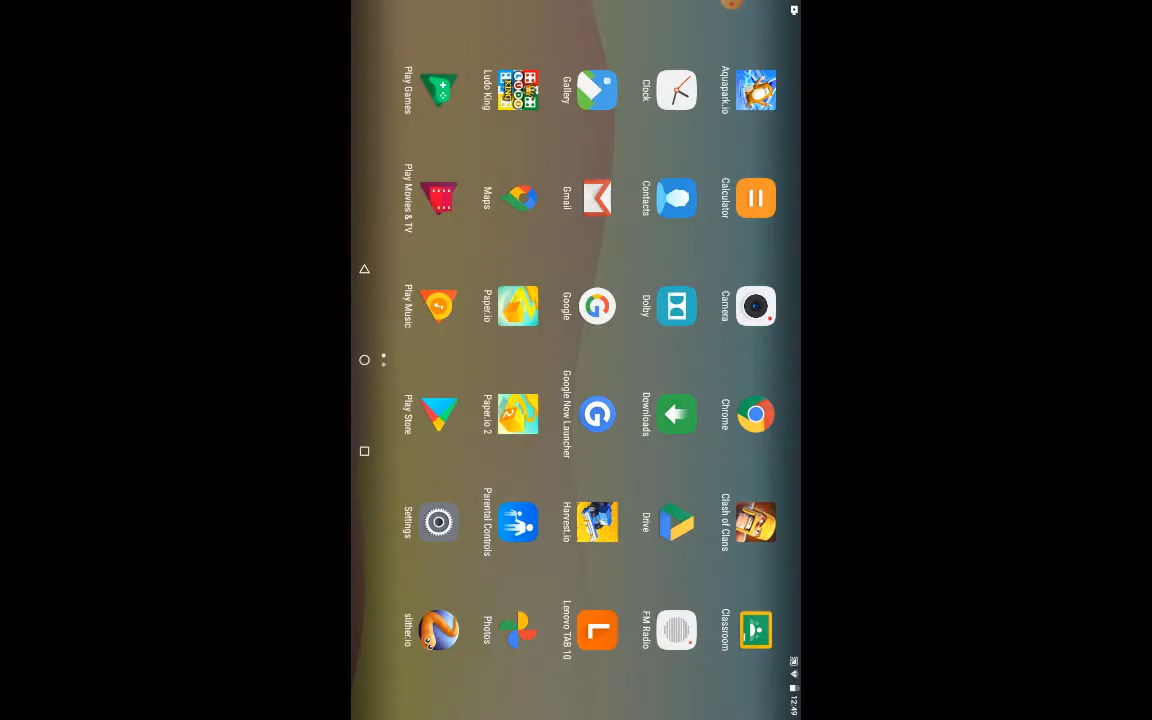 12:49
Aquapark.io
Calculator
Camera
Chrome
Clash of Clans
Classroom
Clock
Contacts
Dolby
Downloads
Drive
FM Radio
Gallery
Gmail
Google
Google Now Launcher
Harvest.io
Lenovo TAB 10
Ludo King
Maps
Paper.io
Paper.io 2
Parental Controls
Photos
Play Games
Play Movies & TV
Play Music
Play Store
Settings
slither.io